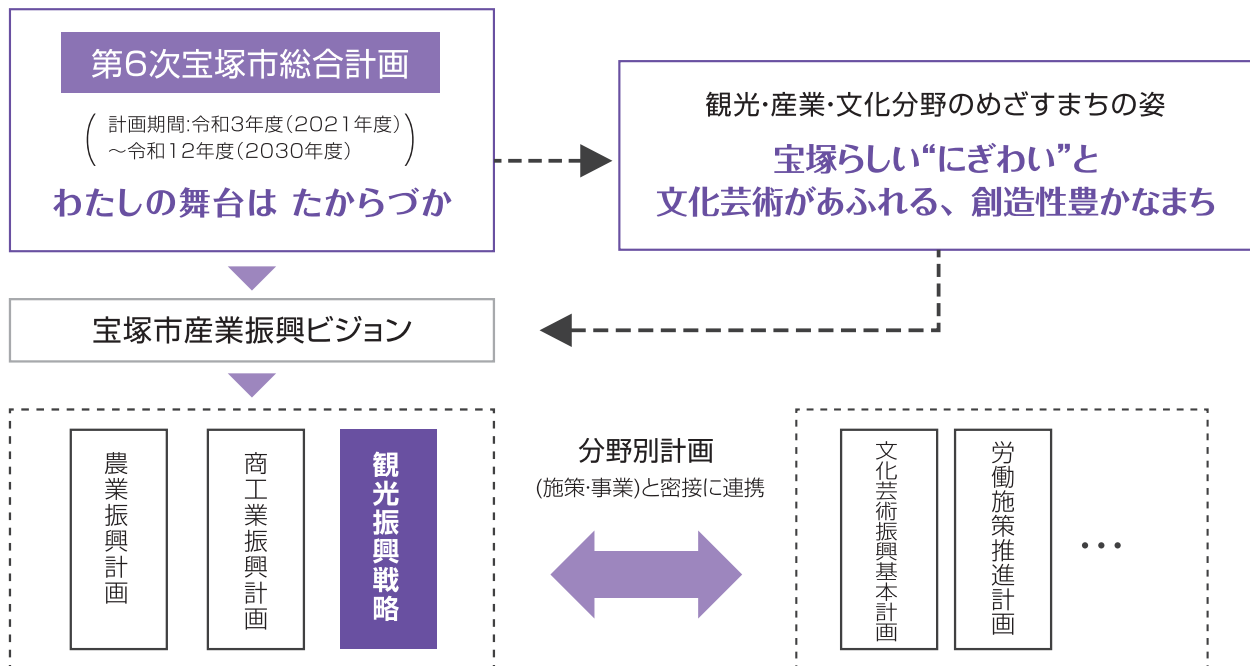 第6次宝塚市総合計画
計画期間:令和3年度(2021年度)
~令和12年度(2030年度)
わたしの舞台は たからづか
観光・産業・文化分野のめざすまちの姿
宝塚らしい“にぎわい”と
文化芸術があふれる、創造性豊かなまち
宝塚市産業振興ビジョン
農業振興計画
商工業振興計画
観光振興戦略
分野別計画
(施策・事業)と密接に連携
文化芸術振興基本計画
労働施策推進計画
…